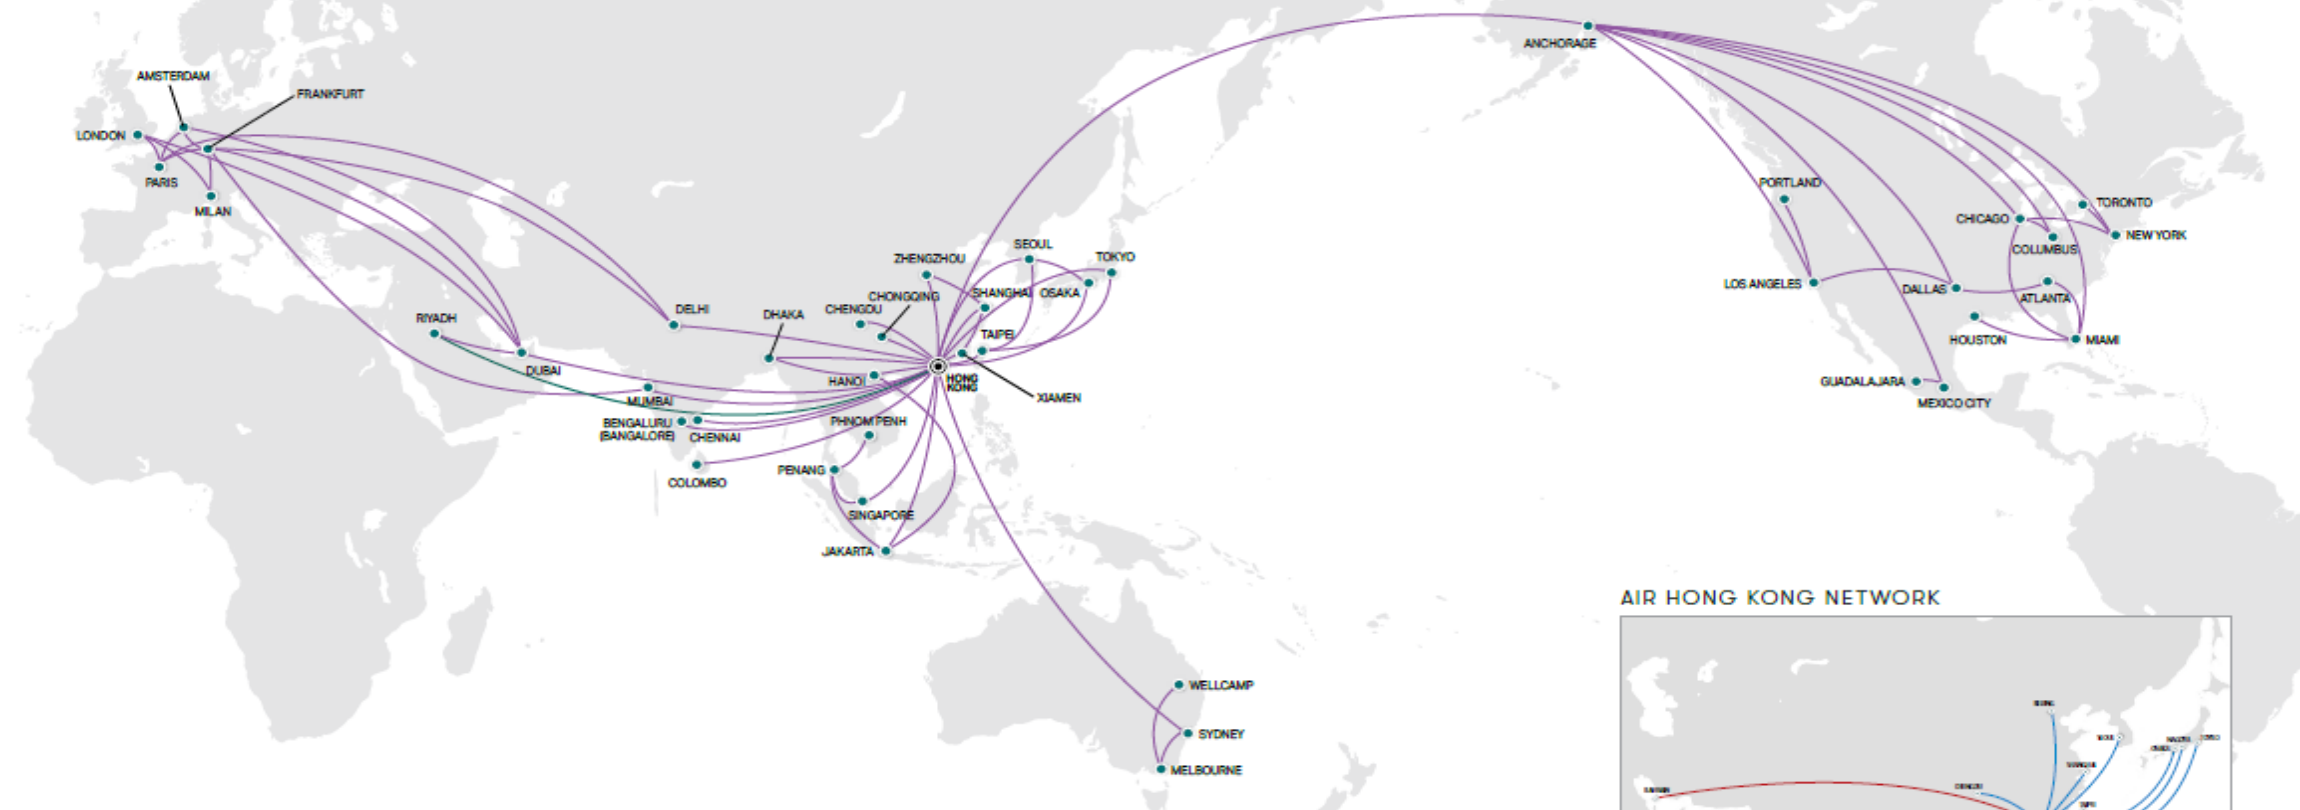 ANCHORAGE
AMSTERDAM
FRANKFURT
LONDON
PARIS
PORTLAND
MILAN
TORONTO
CHICAGO
NEW YORK
SEOUL
COLUMBUS
ZHENGZHOU
TOKYO
LOS ANGELES
DALLAS
SHANGHAI
OSAKA
CHONGQING
ATLANTA
DELHI
CHENGDU
DHAKA
RIYADH
TAIPEI
HOUSTON
MIAMI
DUBAI
HANOI
HONG
KONG
GUADALAJARA
XIAMEN
MUMBAI
MEXICO CITY
BENGALURU
(BANGALORE)
CHENNAI
PHNOM PENH
PENANG
COLOMBO
SINGAPORE
JAKARTA
AIR HONG KONG NETWORK
WELLCAMP
SYDNEY
MELBOURNE